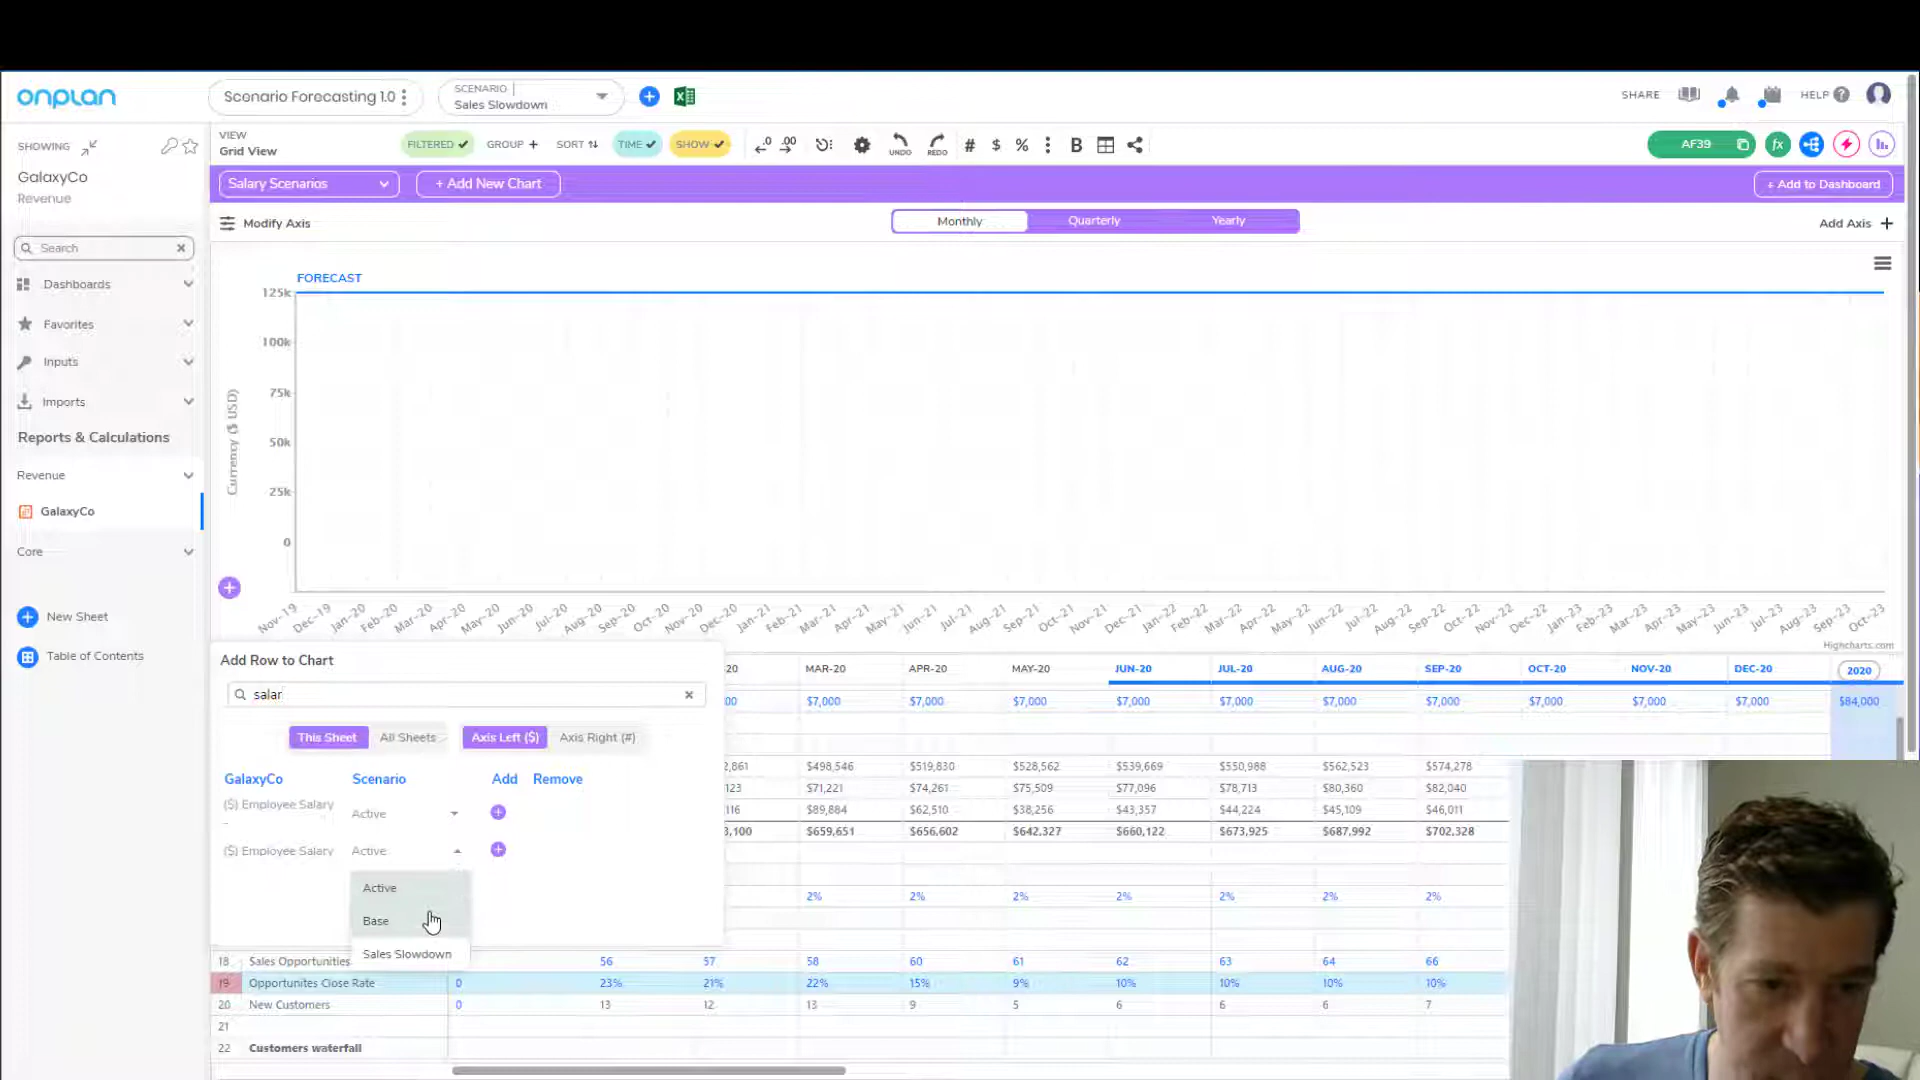 onplan
Scenario Forecasting 1.0
SCENARIO
Sales Slowdown
SHARE
HELP
SHOWING
GalaxyCo
Revenue
VIEW
Grid View
FILTERED
GROUP +
SORT
TIME
SHOW
.0
.00
UNDO
REDO
# $ % B
AF39
fx
Salary Scenarios
+ Add New Chart
+ Add to Dashboard
Modify Axis
Monthly
Quarterly
Yearly
Add Axis +
Search
Dashboards
Favorites
Inputs
Imports
Reports & Calculations
Revenue
GalaxyCo
Core
New Sheet
Table of Contents
FORECAST
125k
100k
75k
50k
25k
0
Currency ($ USD)
Nov-19 Dec-19 Jan-20 Feb-20 Mar-20 Apr-20 May-20 Jun-20 Jul-20 Aug-20 Sep-20 Oct-20 Nov-20 Dec-20 Jan-21 Feb-21 Mar-21 Apr-21 May-21 Jun-21 Jul-21 Aug-21 Sep-21 Oct-21 Nov-21 Dec-21 Jan-22 Feb-22 Mar-22 Apr-22 May-22 Jun-22 Jul-22 Aug-22 Sep-22 Oct-22 Nov-22 Dec-22 Jan-23 Feb-23 Mar-23 Apr-23 May-23 Jun-23 Jul-23 Aug-23 Sep-23 Oct-23
Highcharts.com
Add Row to Chart
salar
This Sheet
All Sheets
Axis Left ($)
Axis Right (#)
GalaxyCo Scenario Add Remove
($) Employee Salary
-
Active
($) Employee Salary Active
Active
Base
Sales Slowdown
-20 MAR-20 APR-20 MAY-20 JUN-20 JUL-20 AUG-20 SEP-20 OCT-20 NOV-20 DEC-20 2020
00 $7,000 $7,000 $7,000 $7,000 $7,000 $7,000 $7,000 $7,000 $7,000 $7,000 $84,000
2,861 $498,546 $519,830 $528,562 $539,669 $550,988 $562,523 $574,278
123 $71,221 $74,261 $75,509 $77,096 $78,713 $80,360 $82,040
116 $89,884 $62,510 $38,256 $43,357 $44,224 $45,109 $46,011
3,100 $659,651 $656,602 $642,327 $660,122 $673,925 $687,992 $702,328
2% 2% 2% 2% 2% 2% 2%
18 Sales Opportunities 56 57 58 60 61 62 63 64 66
19 Opportunites Close Rate 0 23% 21% 22% 15% 9% 10% 10% 10% 10%
20 New Customers 0 13 12 13 9 5 6 6 6 7
21
22 Customers waterfall